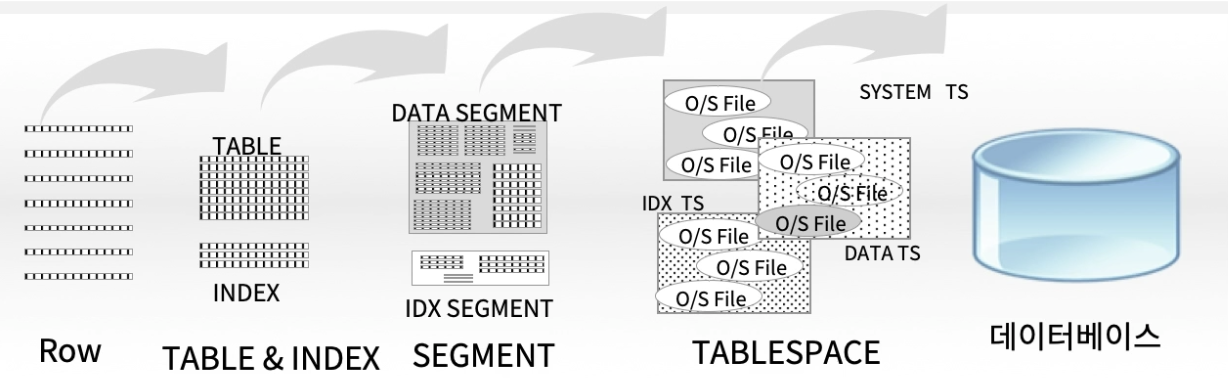 Row
TABLE
INDEX
TABLE & INDEX
DATA SEGMENT
IDX SEGMENT
SEGMENT
SYSTEM TS
O/S File
O/S File
O/S File
O/S File
O/S File
O/S File
DATA TS
IDX TS
O/S File
O/S File
O/S File
TABLESPACE
데이터베이스